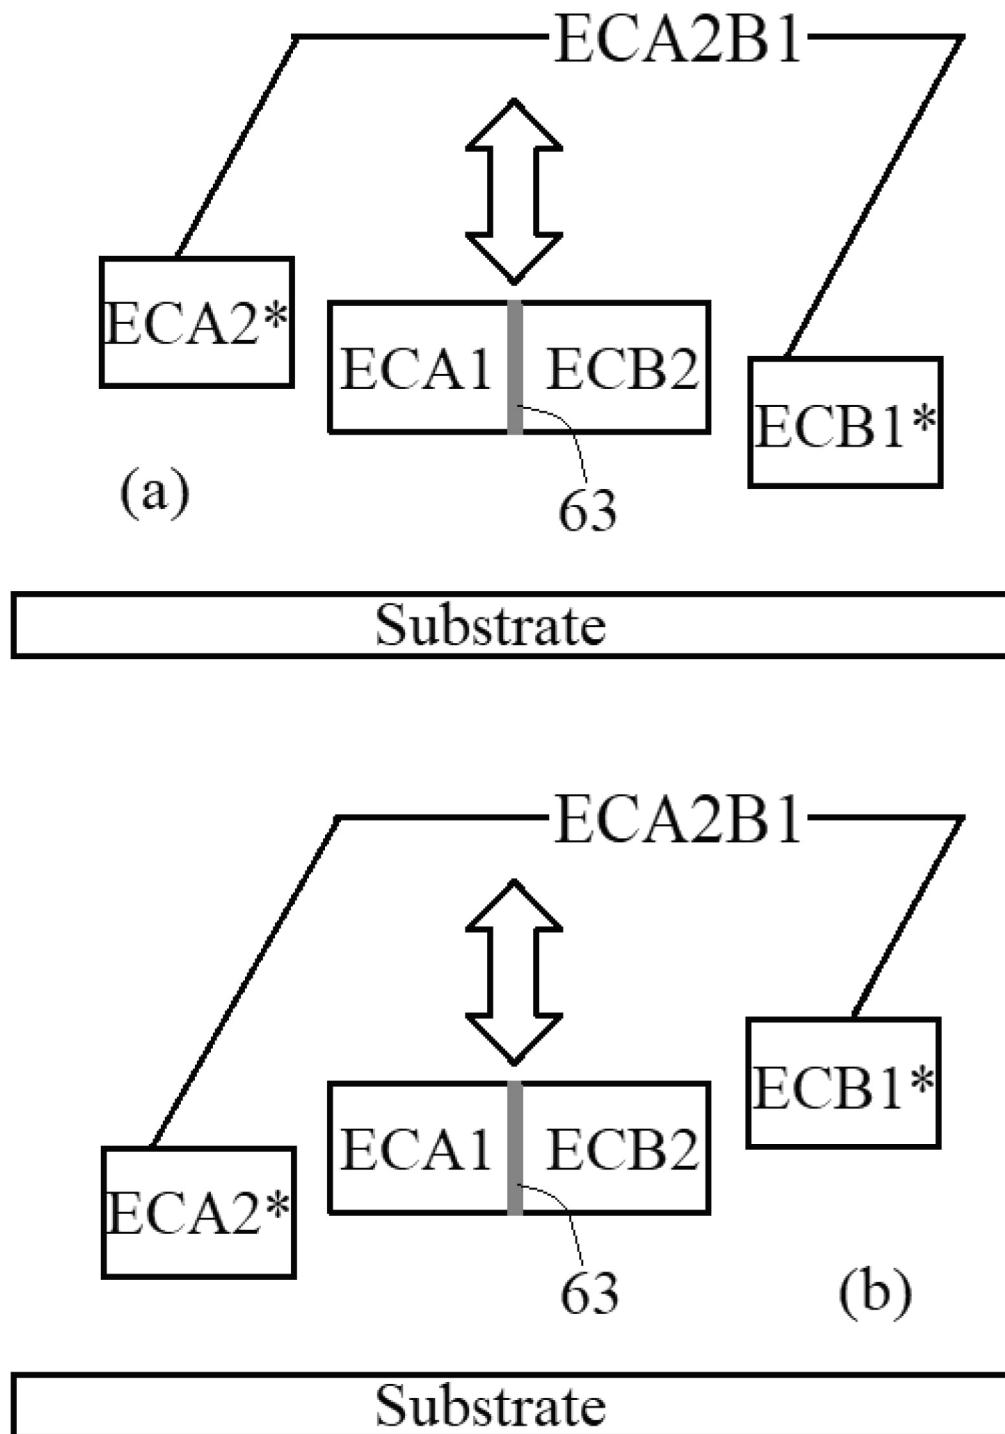 ECA2B1
ECA2*
ECA1 ECB2
ECB1*
(a)
63
Substrate
ECA2B1
ECB1*
ECA1 ECB2
ECA2*
63
(b)
Substrate